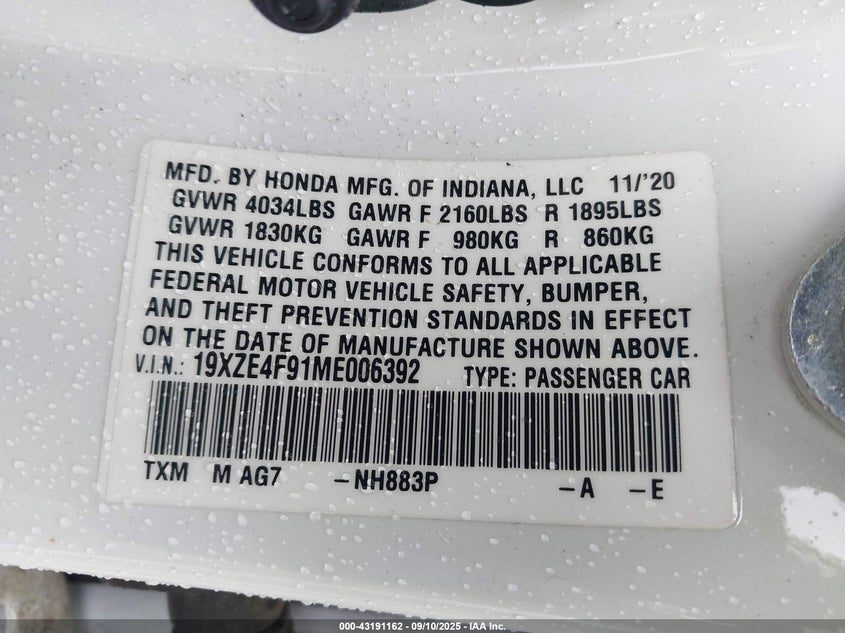 MFD. BY HONDA MFG. OF INDIANA, LLC 11/'20
GVWR 4034LBS GAWR F 2160LBS R 1895LBS
GVWR 1830KG GAWR F 980KG R 860KG
THIS VEHICLE CONFORMS TO ALL APPLICABLE
FEDERAL MOTOR VEHICLE SAFETY, BUMPER,
AND THEFT PREVENTION STANDARDS IN EFFECT
ON THE DATE OF MANUFACTURE SHOWN ABOVE.
V.I.N.: 19XZE4F91ME006392 TYPE: PASSENGER CAR
TXM M AG7 -NH883P -A -E
000-43191162 - 09/10/2025 - IAA Inc.